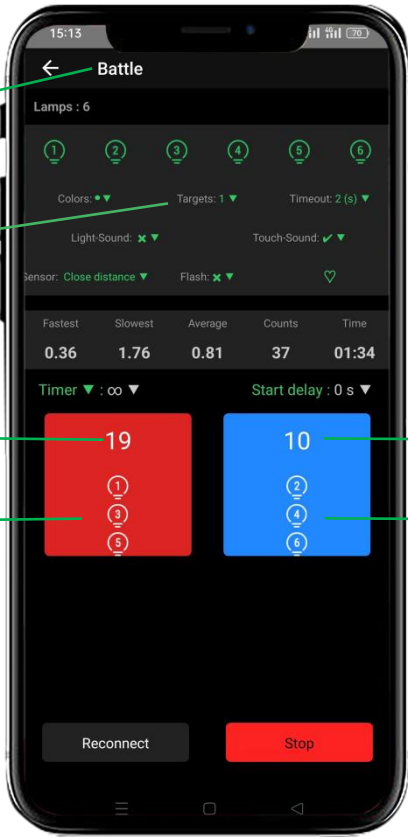 15:13 4G 70
Battle
Lamps : 6
1 2 3 4 5 6
Colors: Targets: 1 ▼ Timeout: 2 (s) ▼
Light-Sound: ✗ ▼ Touch-Sound: ✔ ▼
Sensor: Close distance ▼ Flash: ✗ ▼
Fastest Slowest Average Counts Time
0.36 1.76 0.81 37 01:34
Timer ▼ : ∞ ▼ Start delay : 0 s ▼
19 10
1 2
3 4
5 6
Reconnect Stop